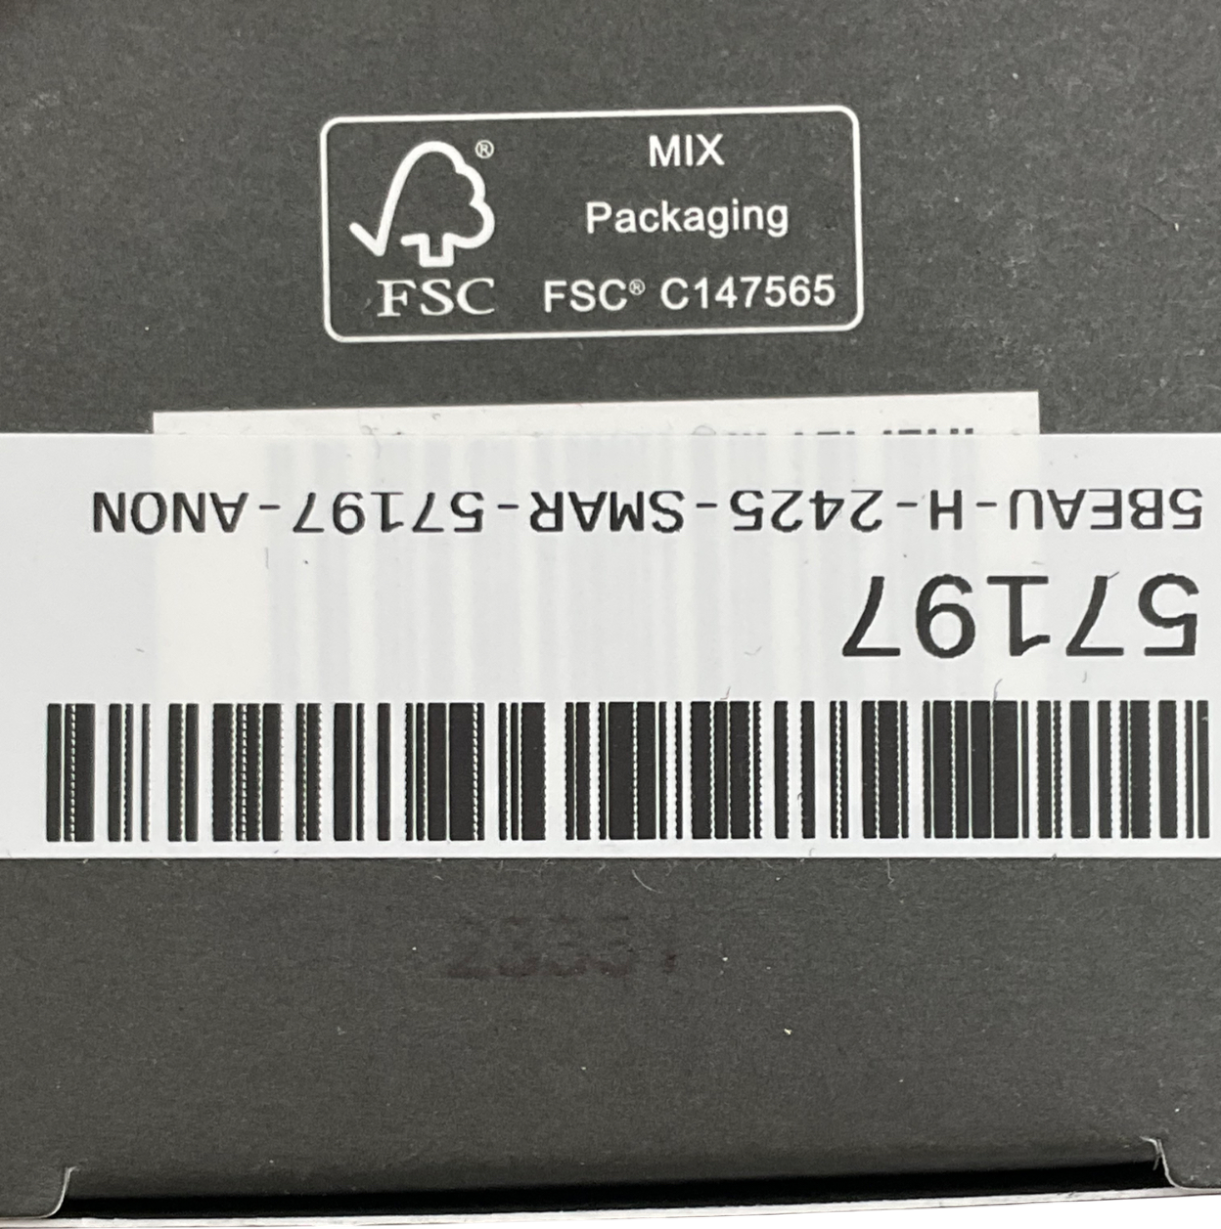 MIX
Packaging
FSC® C147565
®
FSC
5BEAU-H-2425-SMAR-57197-ANON
57197